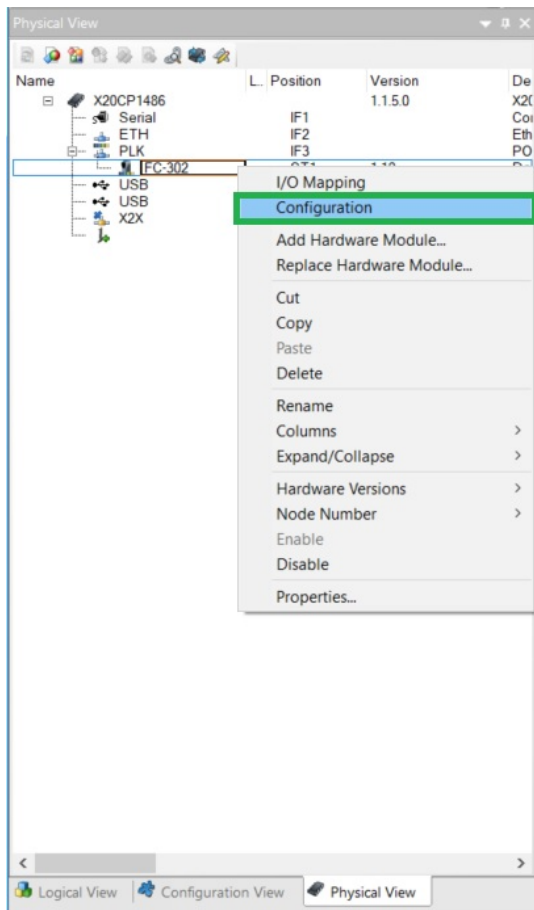 Physical View
Name L.. Position Version De
X20CP1486 1.1.5.0 X20
Serial IF1 Co
ETH IF2 Eth
PLK IF3 PO
FC-302
USB
USB
X2X
I/O Mapping
Configuration
Add Hardware Module...
Replace Hardware Module...
Cut
Copy
Paste
Delete
Rename
Columns
Expand/Collapse
Hardware Versions
Node Number
Enable
Disable
Properties...
Logical View Configuration View Physical View